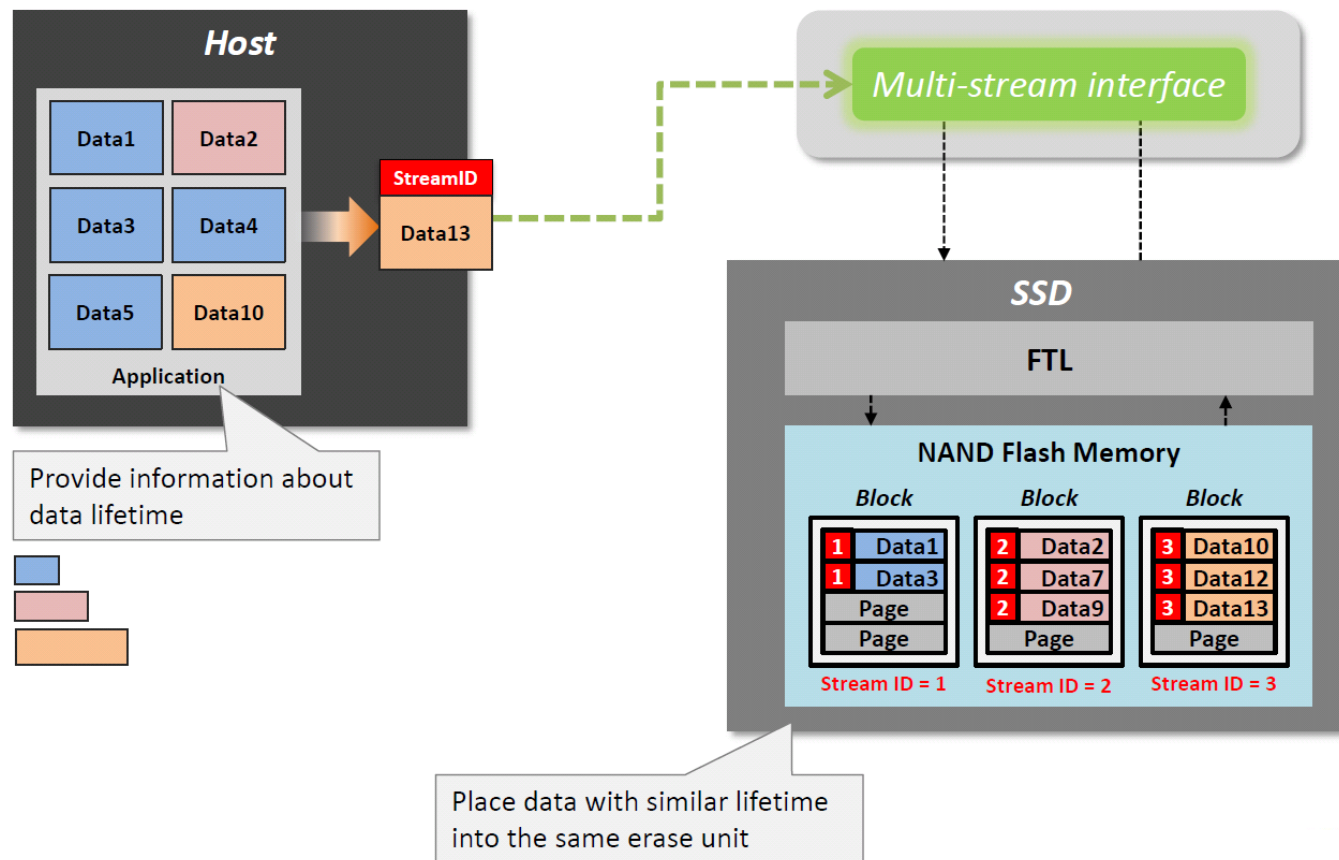 Host
Data1
Data2
Data3
Data4
Data5
Data10
Application
StreamID
Data13
Multi-stream interface
Provide information about
data lifetime
SSD
FTL
NAND Flash Memory
Block
Block
Block
1 Data1
1 Data3
Page
Page
2 Data2
2 Data7
2 Data9
Page
3 Data10
3 Data12
3 Data13
Page
Stream ID = 1
Stream ID = 2
Stream ID = 3
Place data with similar lifetime
into the same erase unit